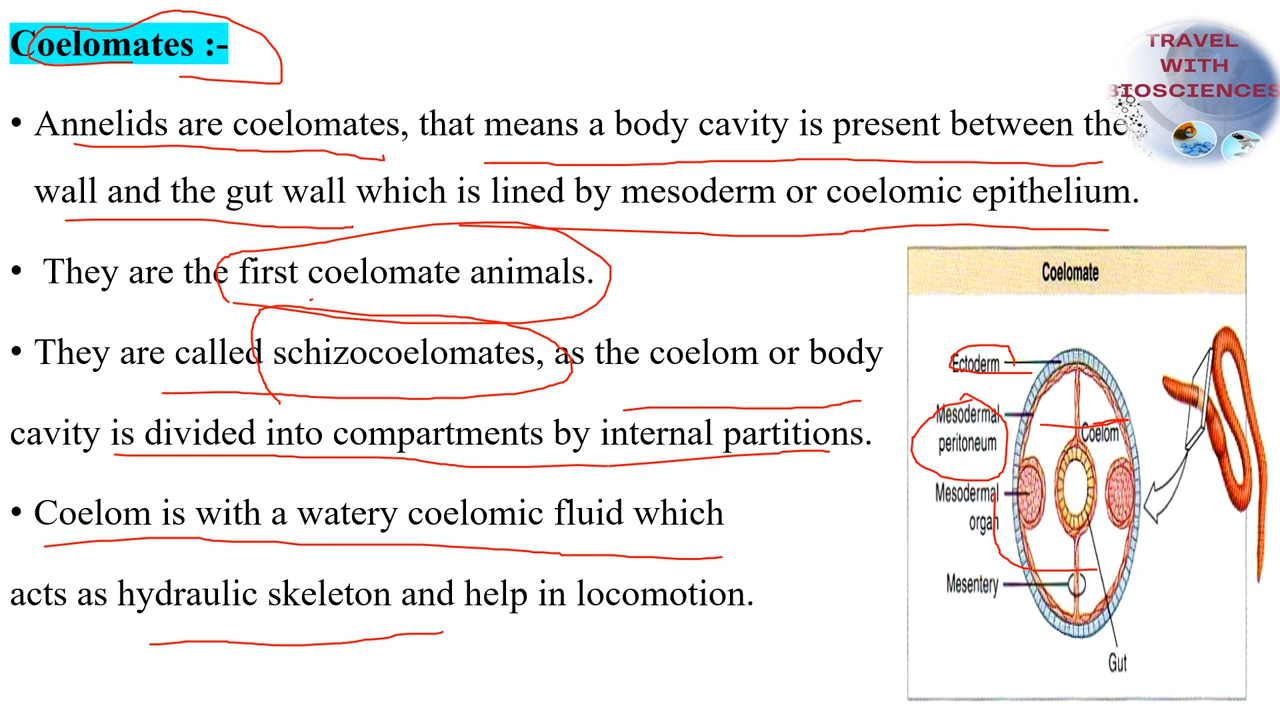 Coelomates :-
TRAVEL
WITH
BIOSCIENCES
• Annelids are coelomates, that means a body cavity is present between the
wall and the gut wall which is lined by mesoderm or coelomic epithelium.
• They are the first coelomate animals.
• They are called schizocoelomates, as the coelom or body
cavity is divided into compartments by internal partitions.
• Coelom is with a watery coelomic fluid which
acts as hydraulic skeleton and help in locomotion.
Coelomate
Ectoderm
Mesodermal
peritoneum
Coelom
Mesodermal
organ
Mesentery
Gut